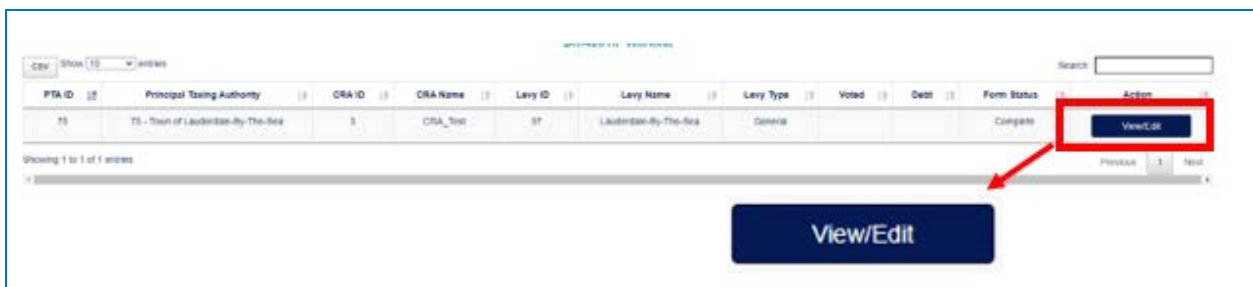 CSV Show 10 entries Search:
PTA ID Principal Taxing Authority CRA ID CRA Name Levy ID Levy Name Levy Type Voted Debt Form Status Action
75 75 - Town of Lauderdale-By-The-Sea CRA_Test Lauderdale-By-The-Sea General Complete View/Edit
Showing 1 to 1 of 1 entries Previous 1 Next
View/Edit